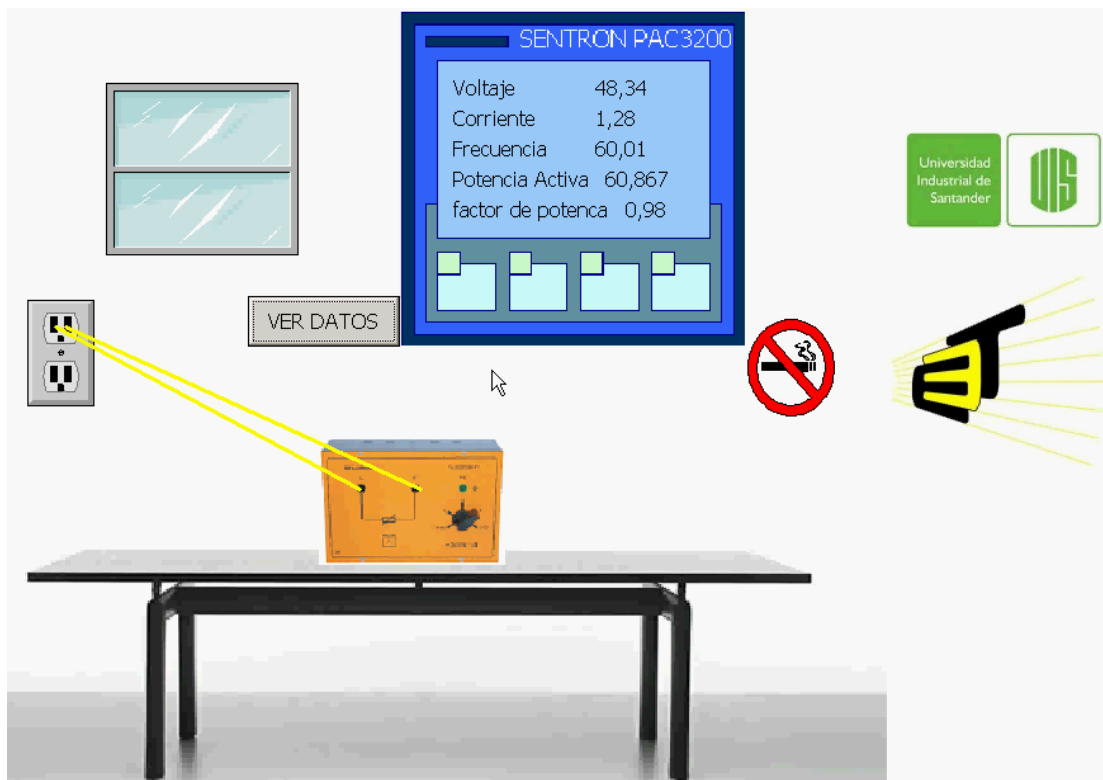 SENTRON PAC3200
Voltaje 48,34
Corriente 1,28
Frecuencia 60,01
Potencia Activa 60,867
factor de potenca 0,98
VER DATOS
Universidad
Industrial de
Santander
UIS